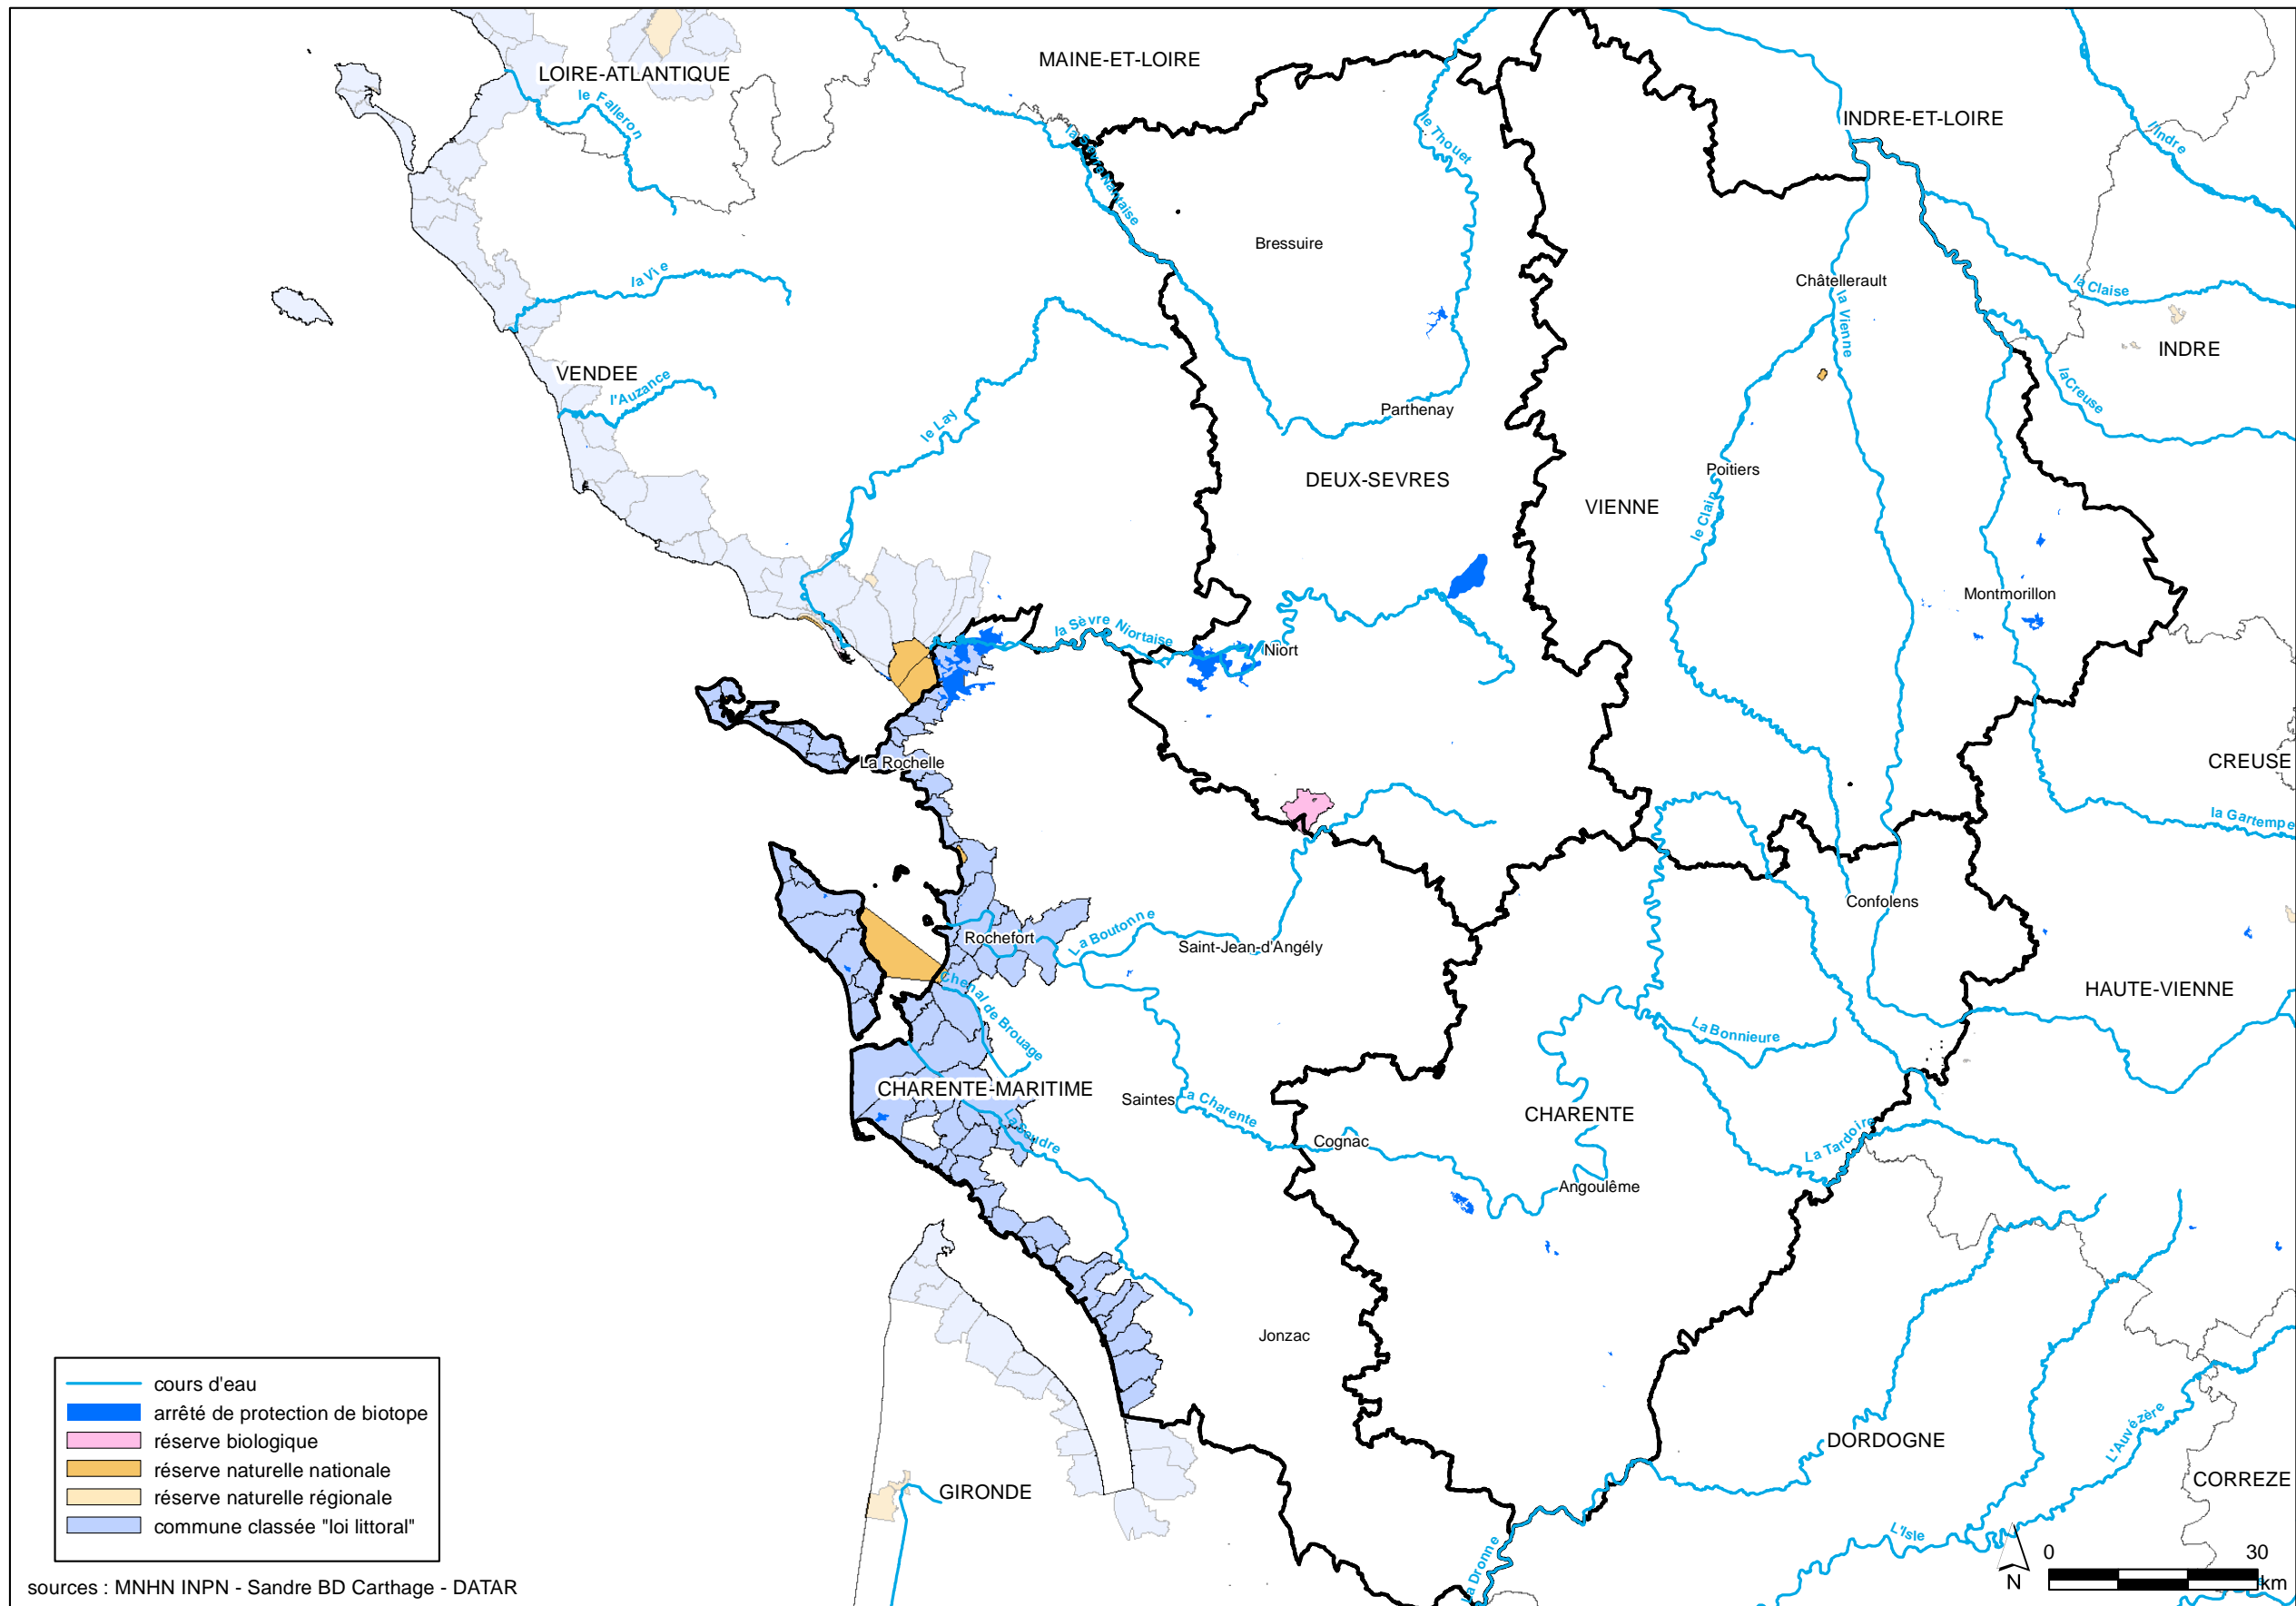 MAINE-ET-LOIRE
LOIRE-ATLANTIQUE
le Falleron
INDRE-ET-LOIRE
l'Indre
le Thouet
la Sèvre Nantaise
Bressuire
la Vie
Châtellerault
la Claise
la Vienne
INDRE
VENDEE
l'Auzance
laCreuse
Parthenay
le Lay
Poitiers
DEUX-SEVRES
VIENNE
le Clain
Montmorillon
la Sèvre Niortaise
Niort
La Rochelle
CREUSE
la Gartempe
Confolens
La Boutonne
Rochefort
Saint-Jean-d'Angély
HAUTE-VIENNE
Chenal de Brouage
La Bonnieure
CHARENTE-MARITIME
Saintes
La Charente
CHARENTE
La Seudre
Cognac
La Tardoire
Angoulême
Jonzac
cours d'eau
arrêté de protection de biotope
réserve biologique
réserve naturelle nationale
réserve naturelle régionale
commune classée "loi littoral"
DORDOGNE
L'Auvézère
CORREZE
GIRONDE
L'Isle
La Dronne
0 30
km
N
sources : MNHN INPN - Sandre BD Carthage - DATAR